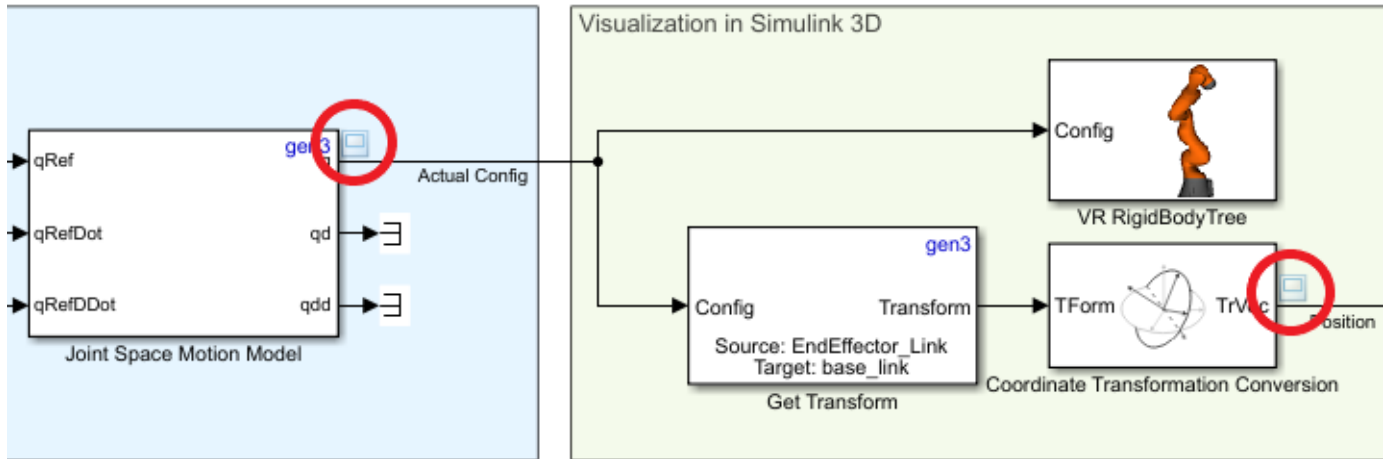 Visualization in Simulink 3D
gen3
qRef
qRefDot
qd
qRefDDot
qdd
Joint Space Motion Model
Actual Config
Config
VR RigidBodyTree
gen3
Config
Transform
Source: EndEffector_Link
Target: base_link
Get Transform
TForm
TrVec
Position
Coordinate Transformation Conversion